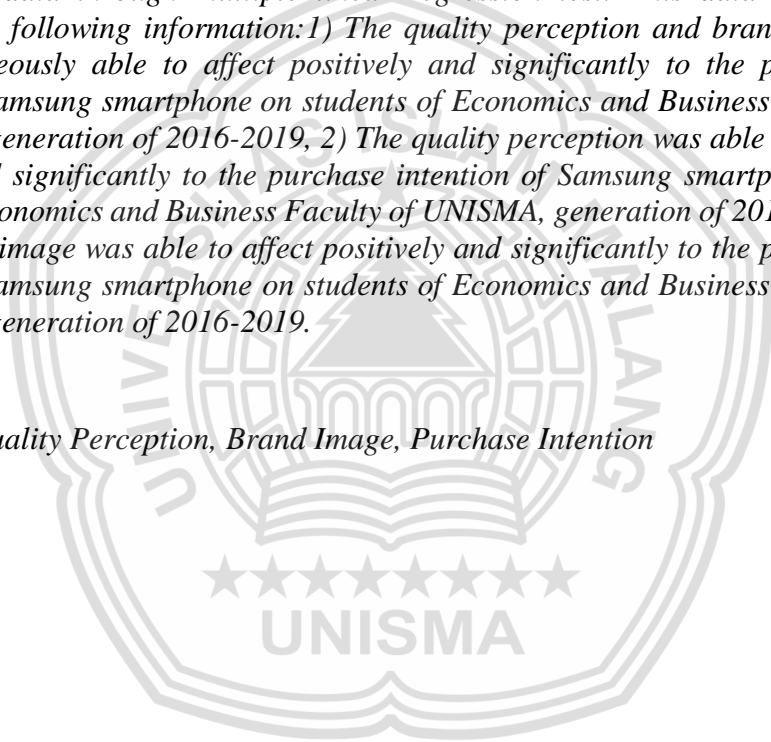 following information:1) The quality perception and bran
eously able to affect positively and significantly to the p
amsung smartphone on students of Economics and Business
eneration of 2016-2019, 2) The quality perception was able
significantly to the purchase intention of Samsung smartp
onomics and Business Faculty of UNISMA, generation of 201
image was able to affect positively and significantly to the p
amsung smartphone on students of Economics and Business
eneration of 2016-2019.
uality Perception, Brand Image, Purchase Intention
UNIVERSITAS ISLAM MALANG
UNISMA